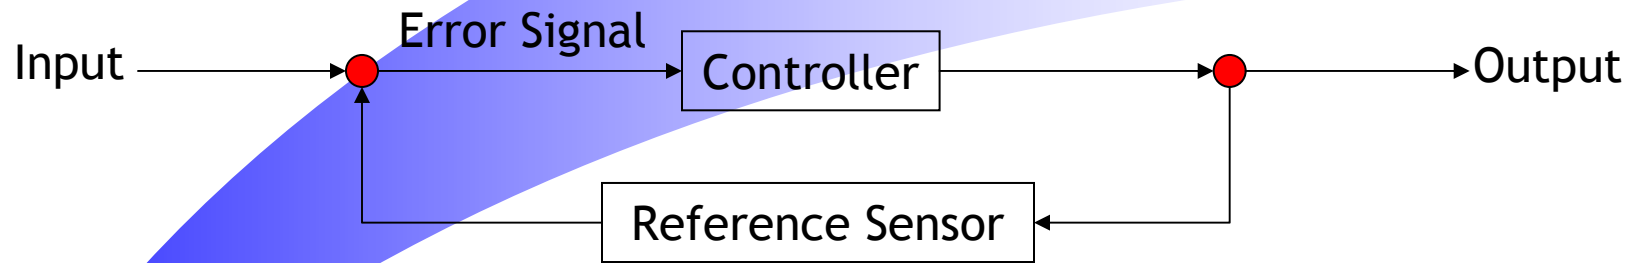 Error Signal
Input
Controller
Output
Reference Sensor